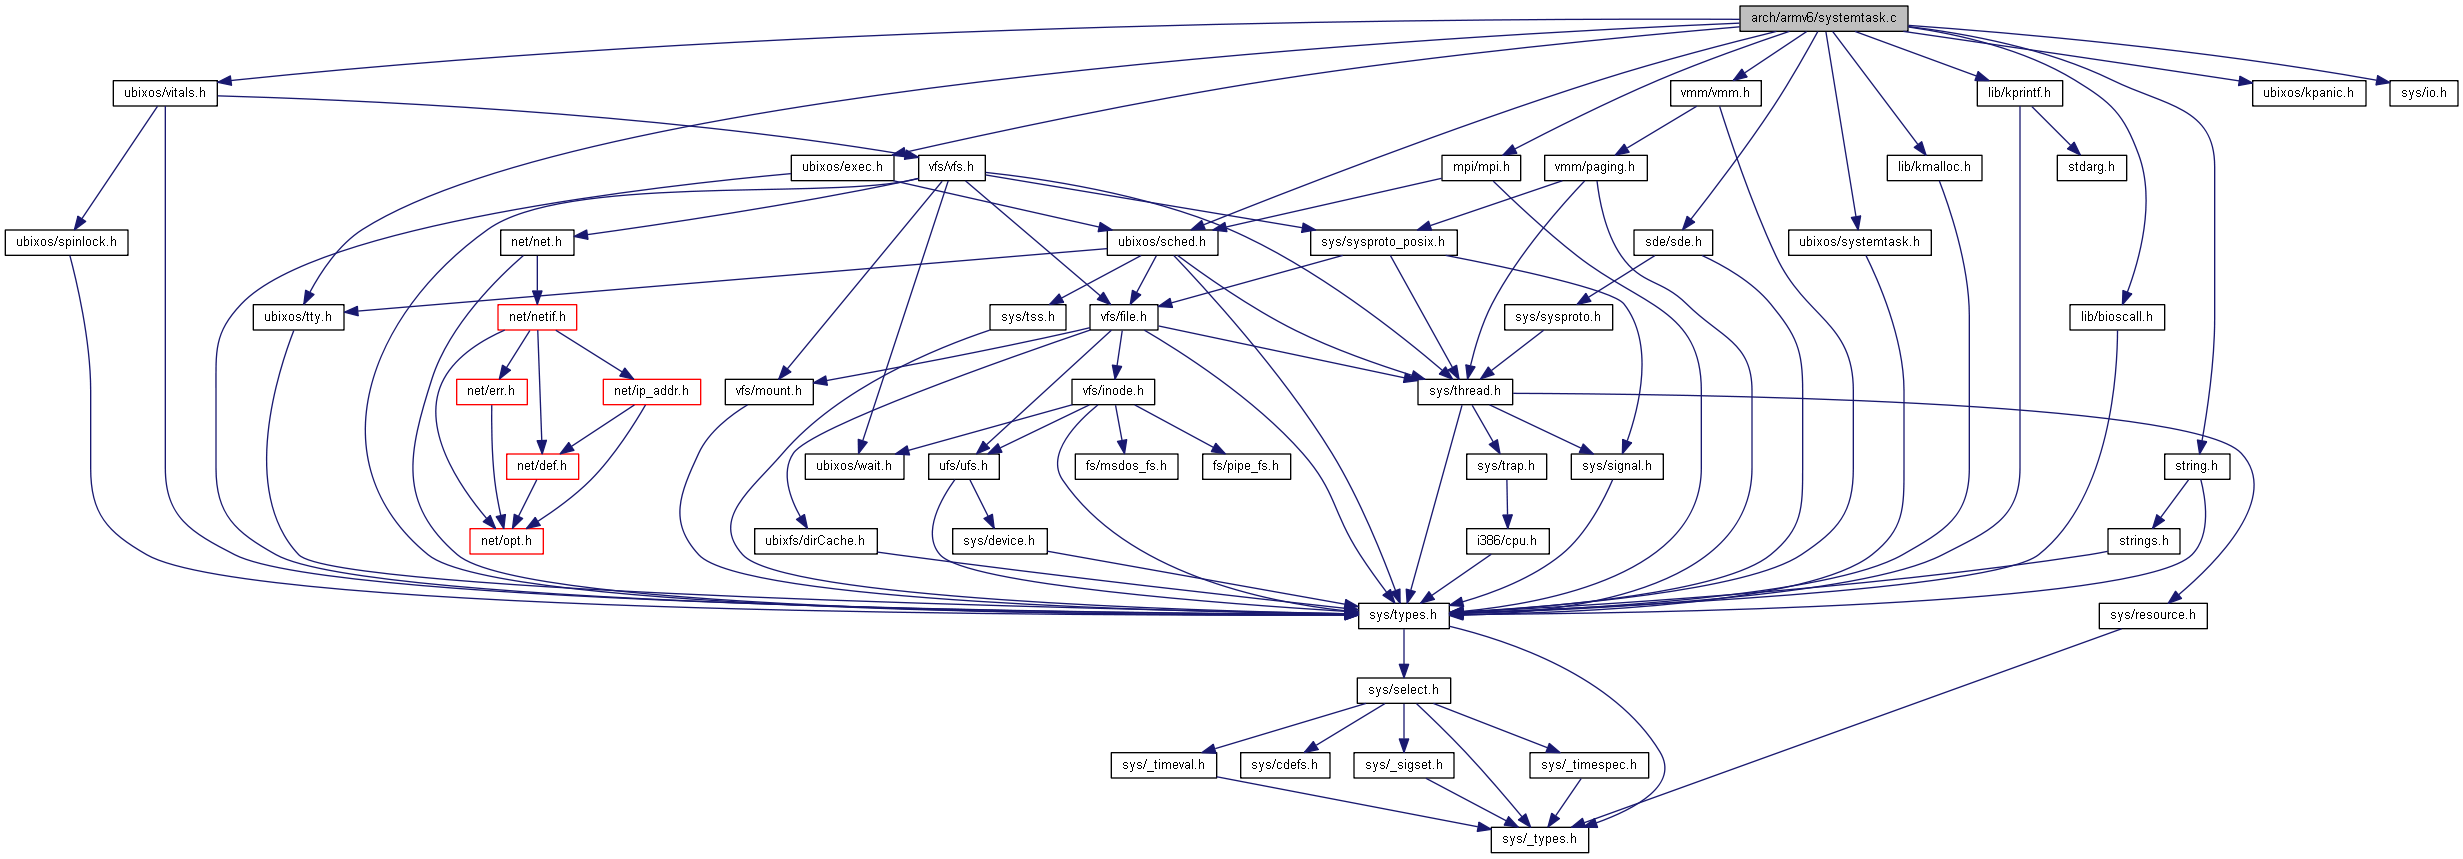 arch/armv6/systemtask.c
ubixos/vitals.h
vmm/vmm.h
lib/kprintf.h
ubixos/kpanic.h
sys/io.h
ubixos/exec.h
vfs/vfs.h
mpi/mpi.h
vmm/paging.h
lib/kmalloc.h
stdarg.h
ubixos/spinlock.h
net/net.h
ubixos/sched.h
sys/sysproto_posix.h
sde/sde.h
ubixos/systemtask.h
ubixos/tty.h
net/netif.h
sys/tss.h
vfs/file.h
sys/sysproto.h
lib/bioscall.h
net/err.h
net/ip_addr.h
vfs/mount.h
vfs/inode.h
sys/thread.h
net/def.h
ubixos/wait.h
ufs/ufs.h
fs/msdos_fs.h
fs/pipe_fs.h
sys/trap.h
sys/signal.h
string.h
net/opt.h
ubixfs/dirCache.h
sys/device.h
i386/cpu.h
strings.h
sys/types.h
sys/resource.h
sys/select.h
sys/_timeval.h
sys/cdefs.h
sys/_sigset.h
sys/_timespec.h
sys/_types.h